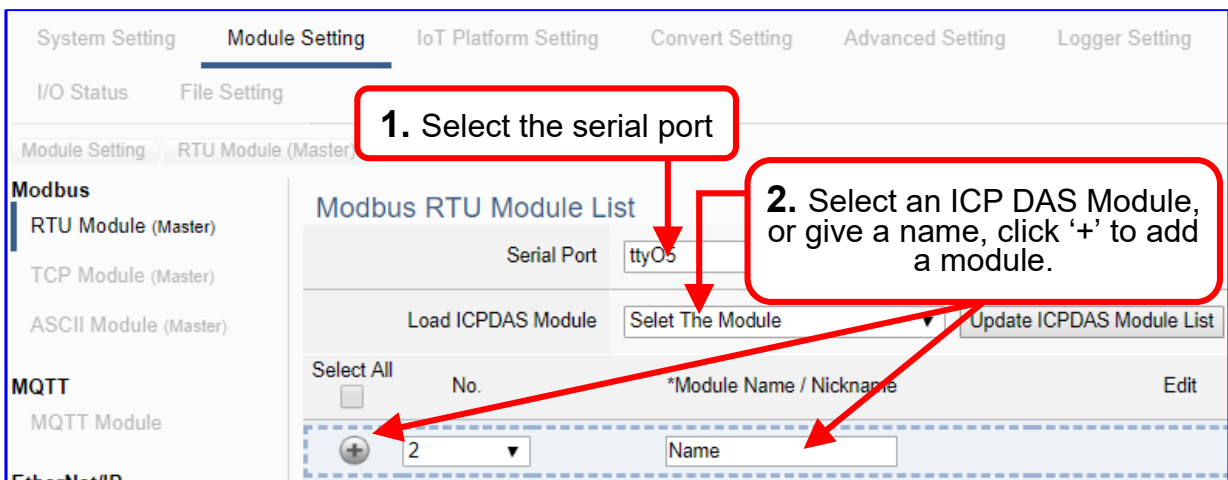 System Setting Module Setting IoT Platform Setting Convert Setting Advanced Setting Logger Setting
I/O Status File Setting
1. Select the serial port
Module Setting RTU Module (Master)
Modbus
RTU Module (Master)
TCP Module (Master)
ASCII Module (Master)
MQTT
MQTT Module
EtherNet/IP
Modbus RTU Module List
2. Select an ICP DAS Module,
or give a name, click ‘+’ to add
a module.
Serial Port ttyO5
Load ICPDAS Module Selet The Module Update ICPDAS Module List
Select All No. *Module Name / Nickname Edit
2 Name